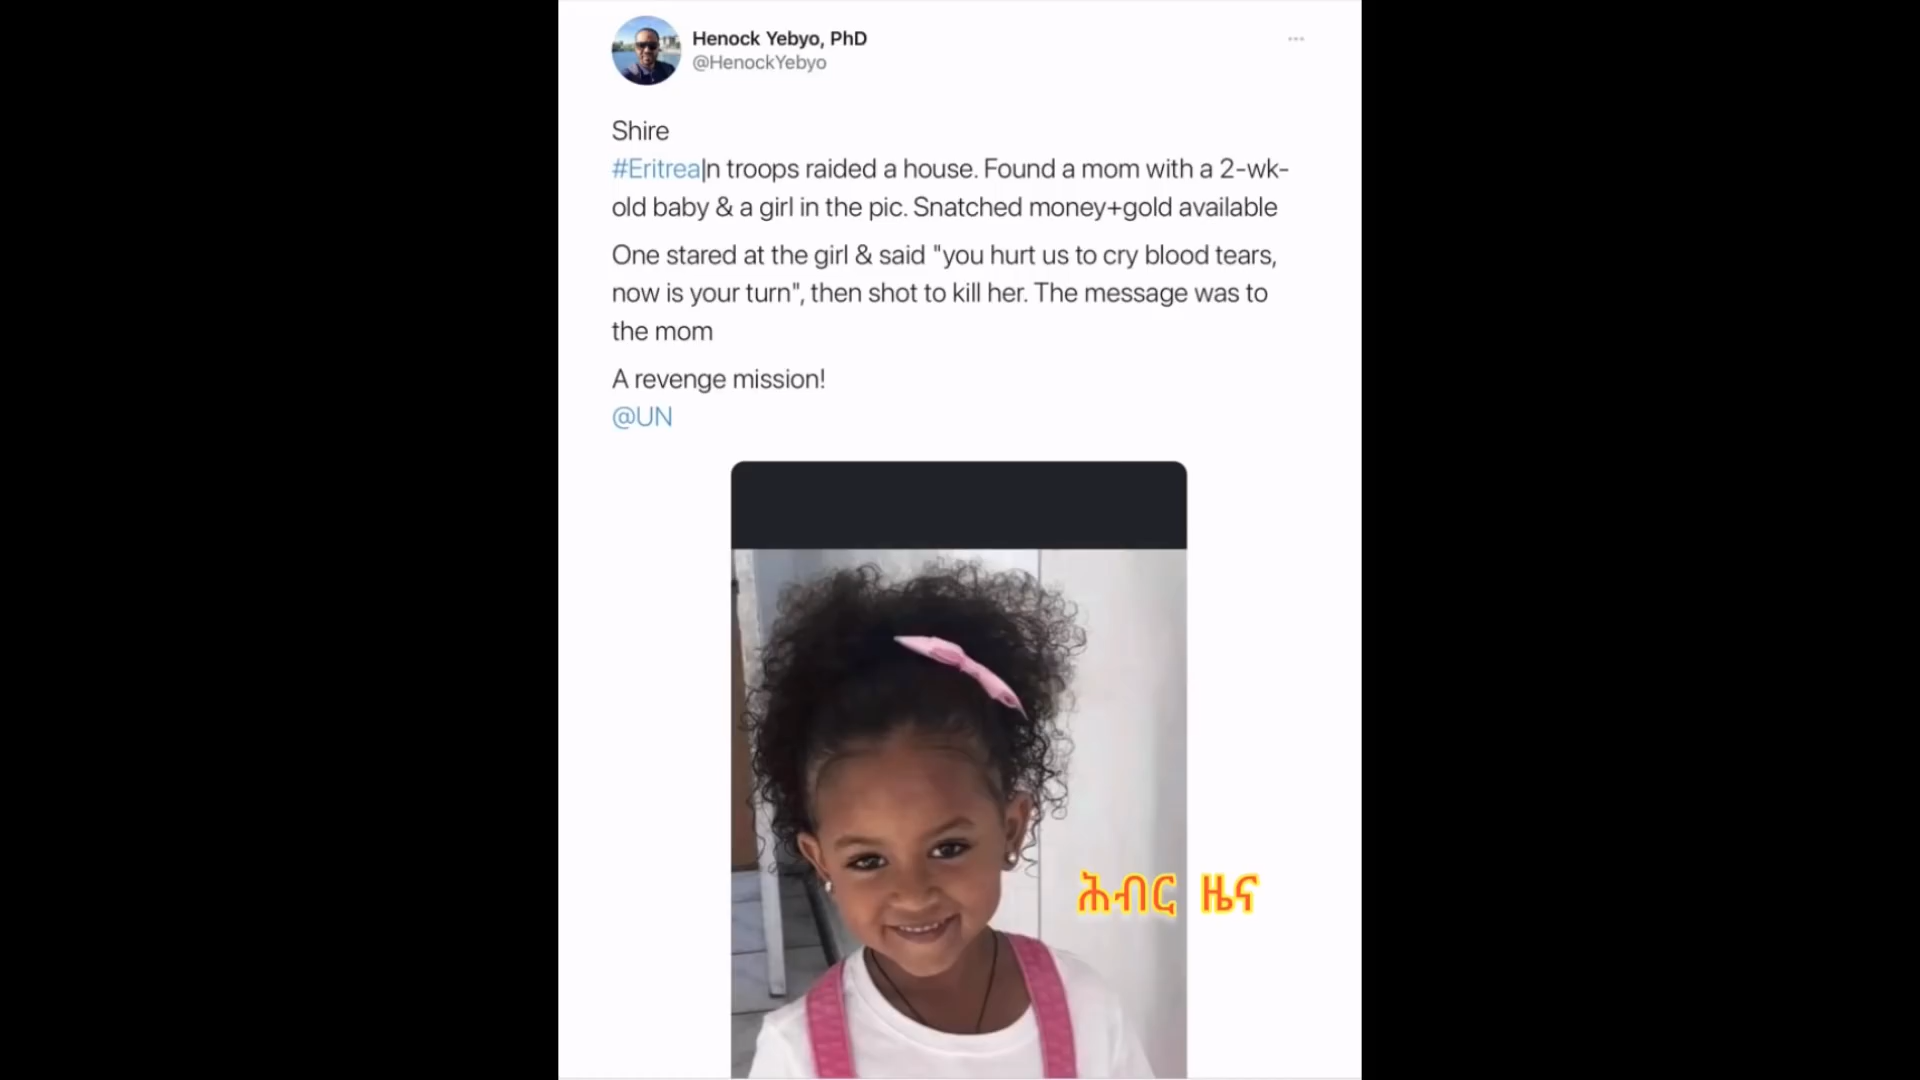 Henock Yebyo, PhD
@HenockYebyo
Shire
#Eritrea|n troops raided a house. Found a mom with a 2-wk-
old baby & a girl in the pic. Snatched money+gold available
One stared at the girl & said "you hurt us to cry blood tears,
now is your turn", then shot to kill her. The message was to
the mom
A revenge mission!
@UN
ሕብር ዜና